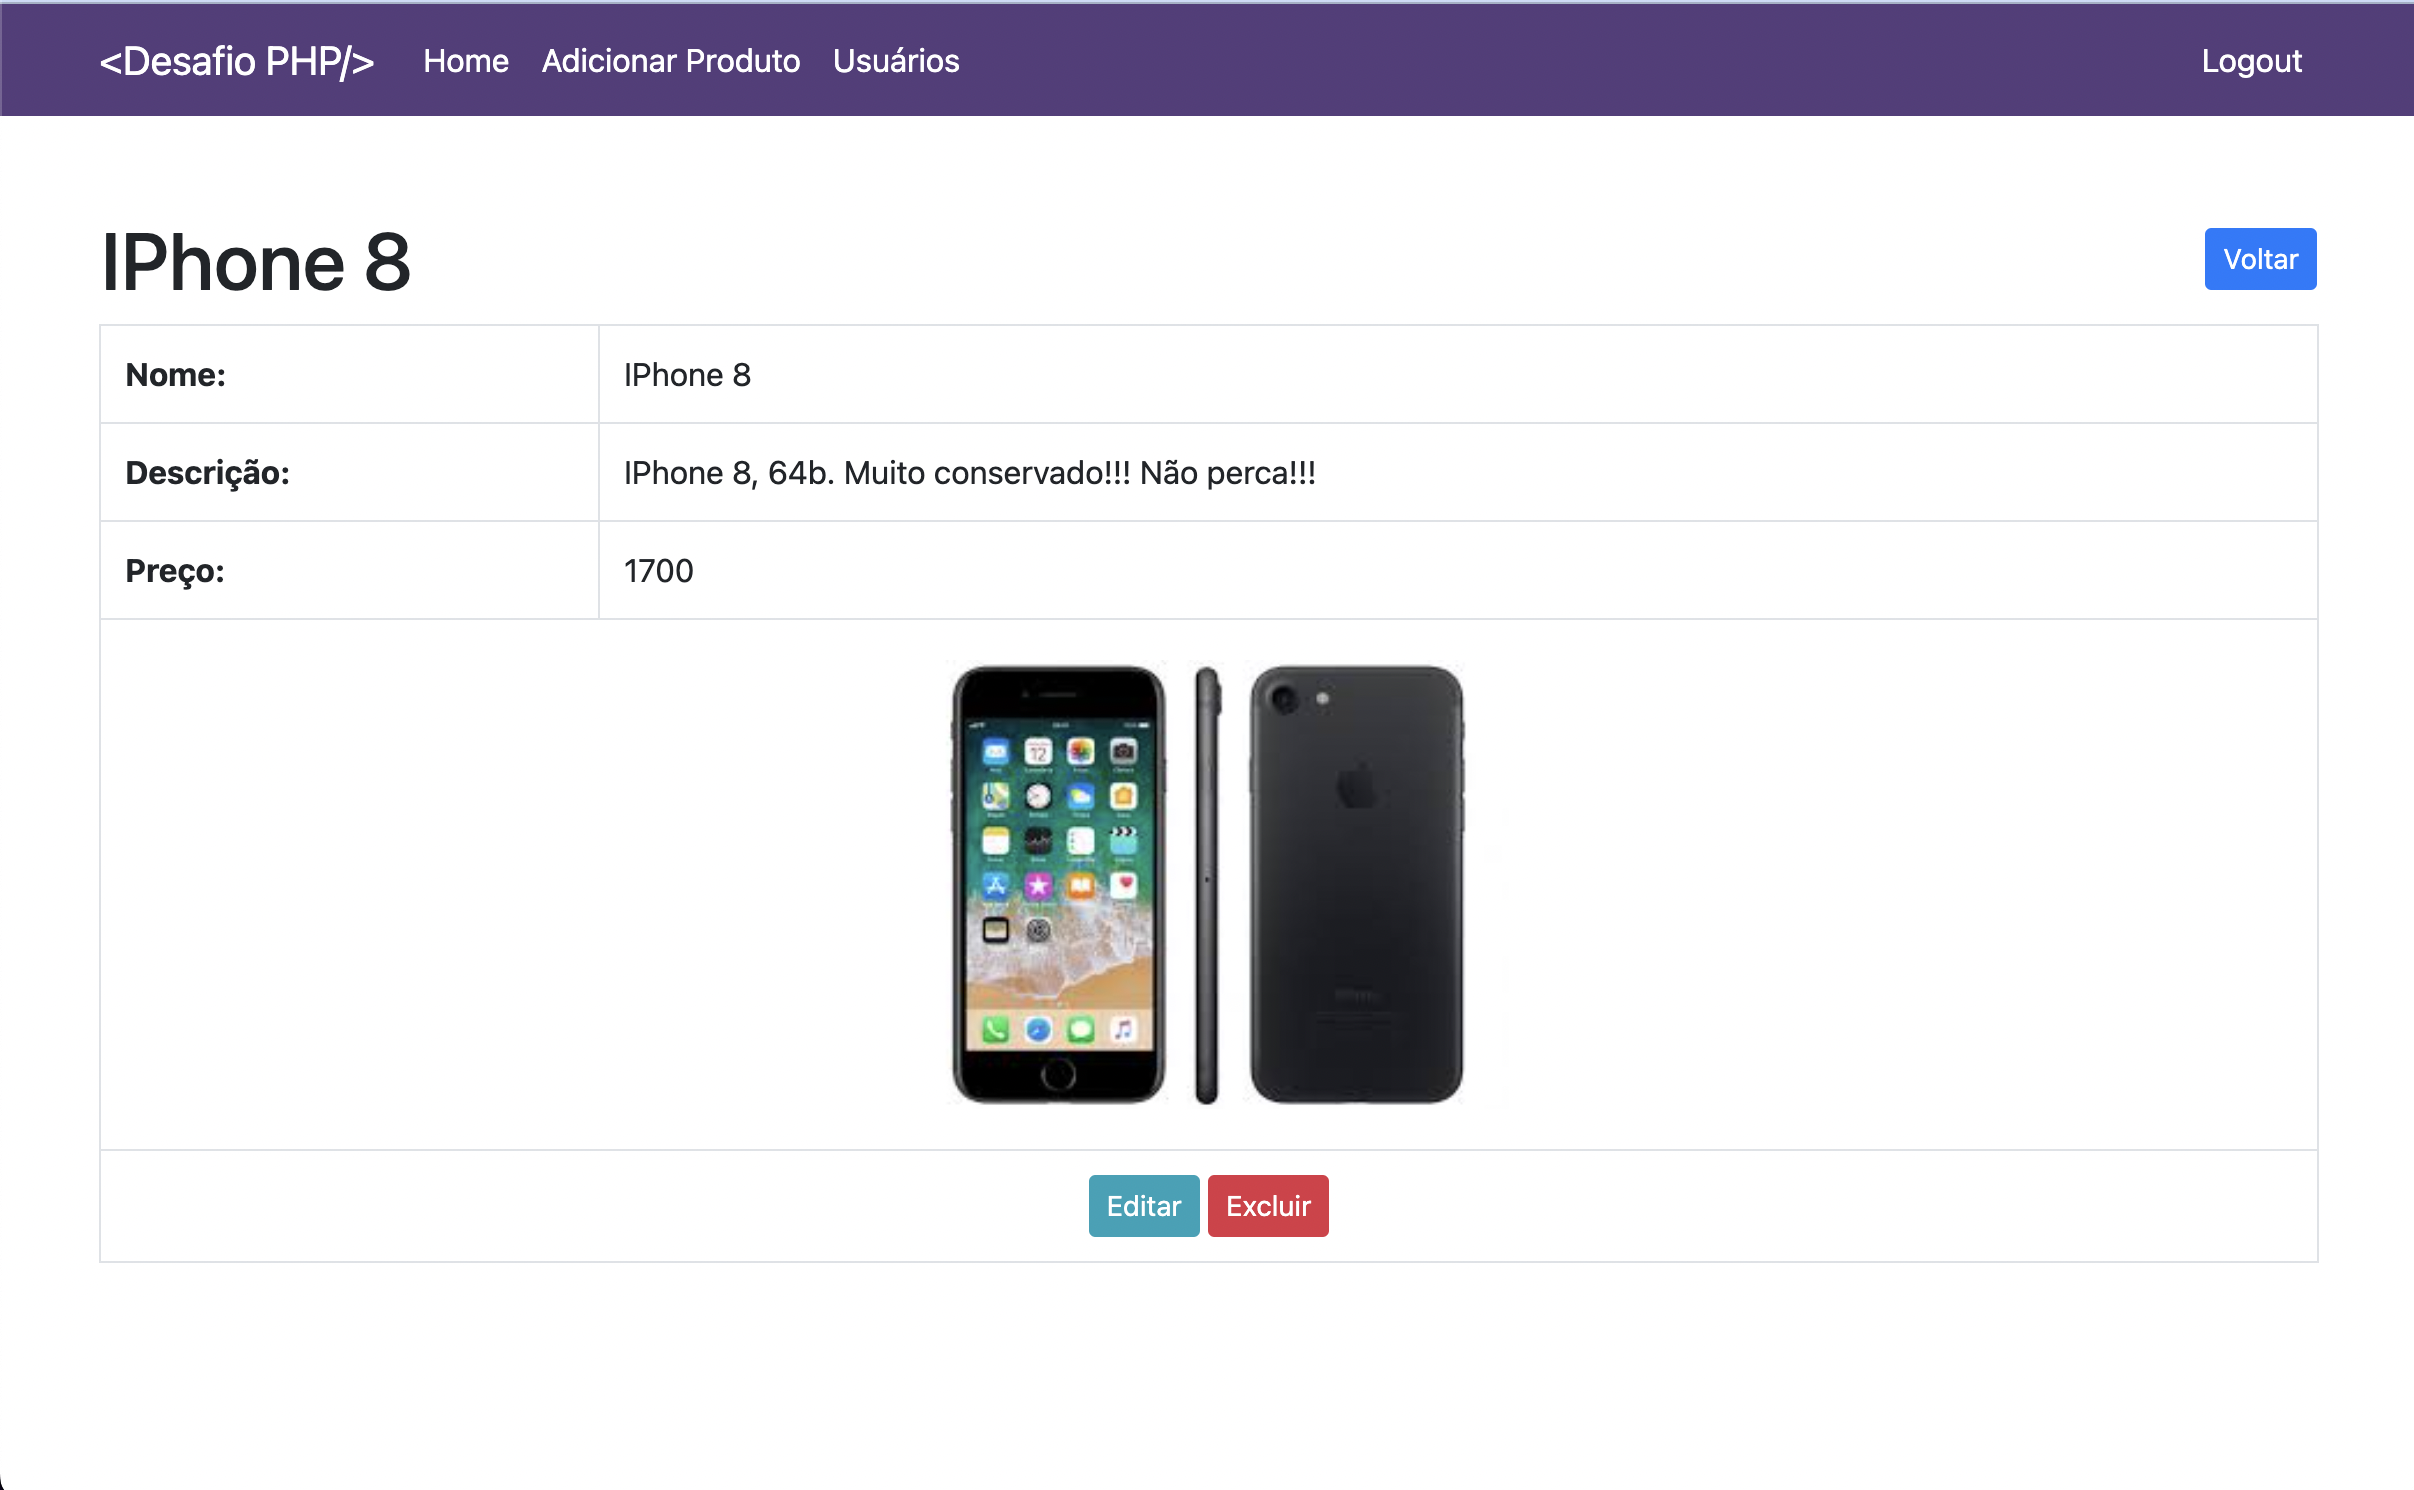 <Desafio PHP/> Home Adicionar Produto Usuários Logout
IPhone 8 Voltar
Nome: IPhone 8
Descrição: IPhone 8, 64b. Muito conservado!!! Não perca!!!
Preço: 1700
12
Editar Excluir